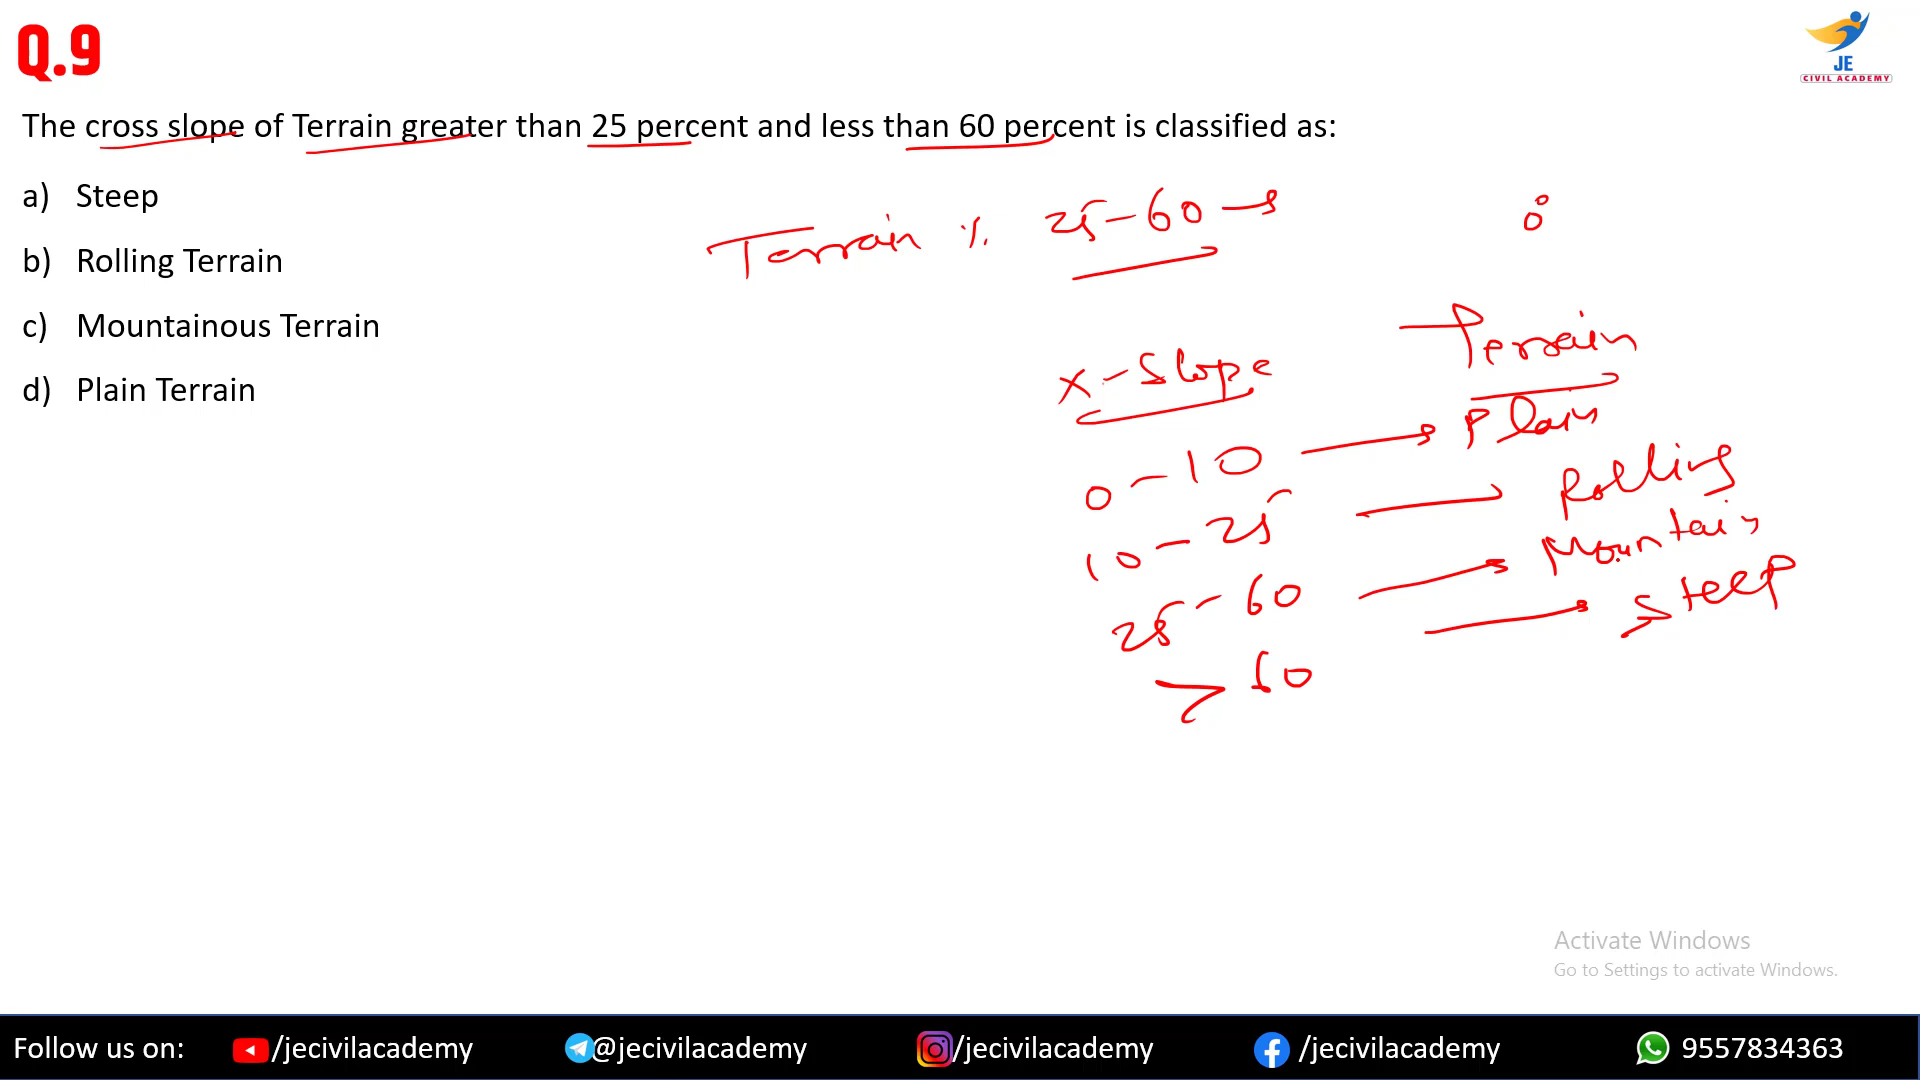 Q.9
JE
CIVIL ACADEMY
The cross slope of Terrain greater than 25 percent and less than 60 percent is classified as:
a) Steep
b) Rolling Terrain
c) Mountainous Terrain
d) Plain Terrain
Terrain % 25-60
0°
x-slope Terrain
0-10 → Plain
10-25 → Rolling
25-60 → Mountain
> 60 → Steep
Activate Windows
Go to Settings to activate Windows.
Follow us on: /jecivilacademy @jecivilacademy /jecivilacademy /jecivilacademy 9557834363